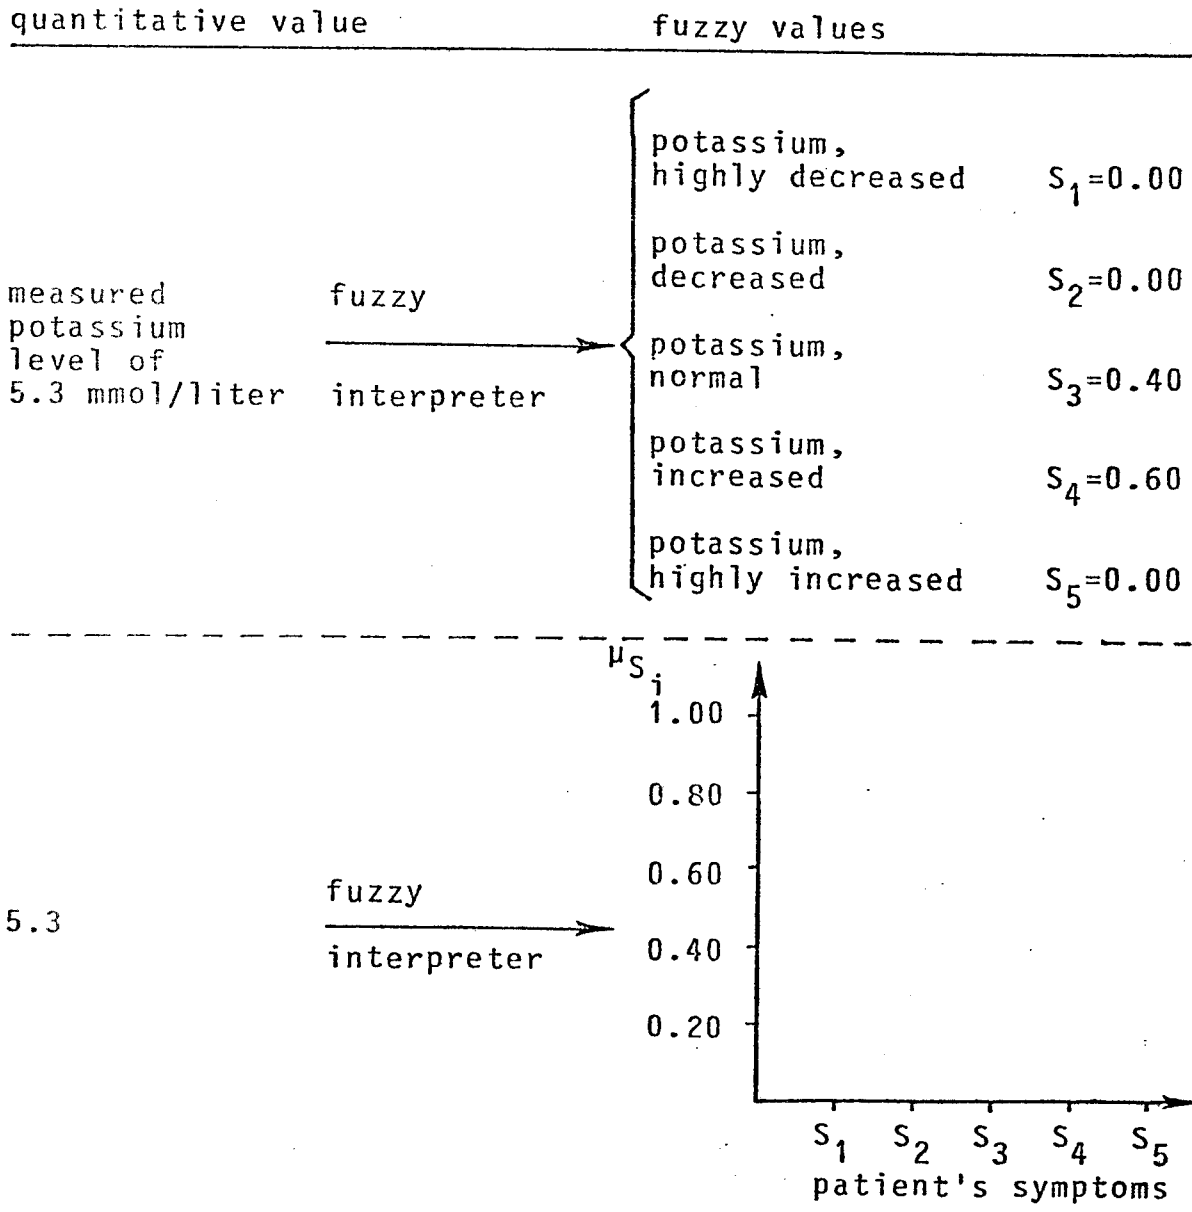 quantitative value fuzzy values
potassium,
highly decreased S1=0.00
potassium,
decreased S2=0.00
measured
potassium
level of
5.3 mmol/liter
fuzzy
interpreter
potassium,
normal S3=0.40
potassium,
increased S4=0.60
potassium,
highly increased S5=0.00
μSi
1.00
0.80
0.60
0.40
0.20
5.3
fuzzy
interpreter
S1 S2 S3 S4 S5
patient's symptoms